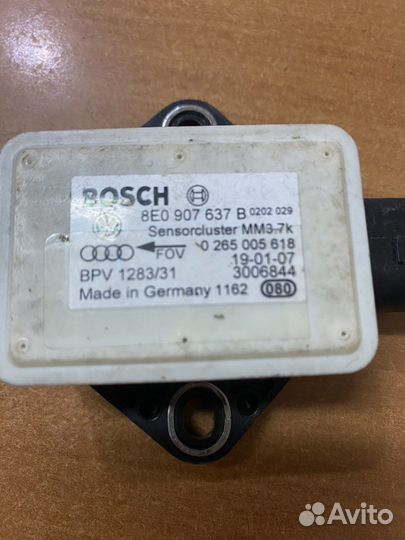 BOSCH
8E0 907 637 B 0202 029
Sensorcluster MM3.7k
FOV 0 265 005 618
19-01-07
BPV 1283/31 3006844
Made in Germany 1162 080
Avito